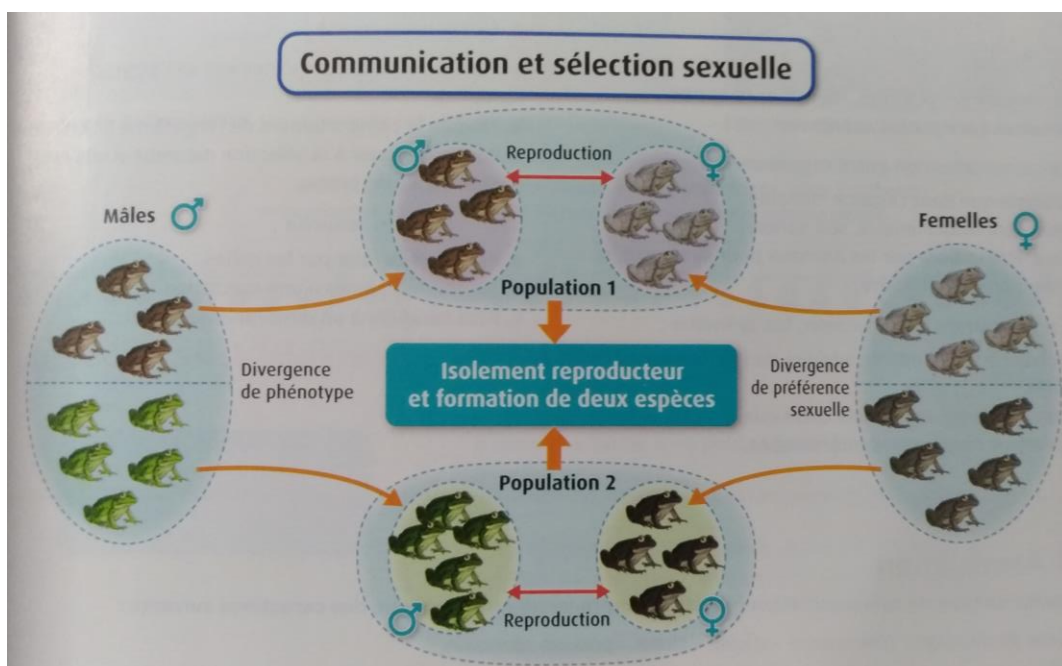 Communication et sélection sexuelle
Reproduction
Mâles
Femelles
Population 1
Divergence
de phénotype
Isolement reproducteur
et formation de deux espèces
Divergence
de préférence
sexuelle
Population 2
Reproduction